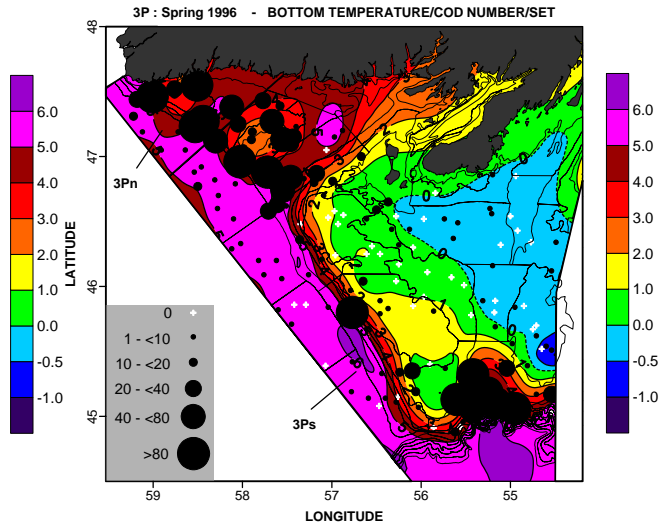 3P : Spring 1996 - BOTTOM TEMPERATURE/COD NUMBER/SET
48
47
46
45
LATITUDE
59 58 57 56 55
LONGITUDE
6.0
5.0
4.0
3.0
2.0
1.0
0.0
-0.5
-1.0
6.0
5.0
4.0
3.0
2.0
1.0
0.0
-0.5
-1.0
3Pn
3Ps
0
1 - <10
10 - <20
20 - <40
40 - <80
>80